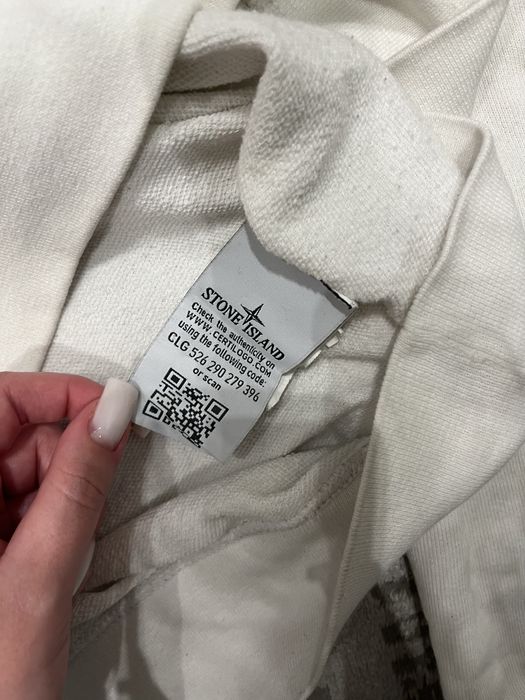 STONE ISLAND
Check the authenticity on
WWW.CERTILOGO.COM
using the following code:
CLG 526 290 279 396
or scan